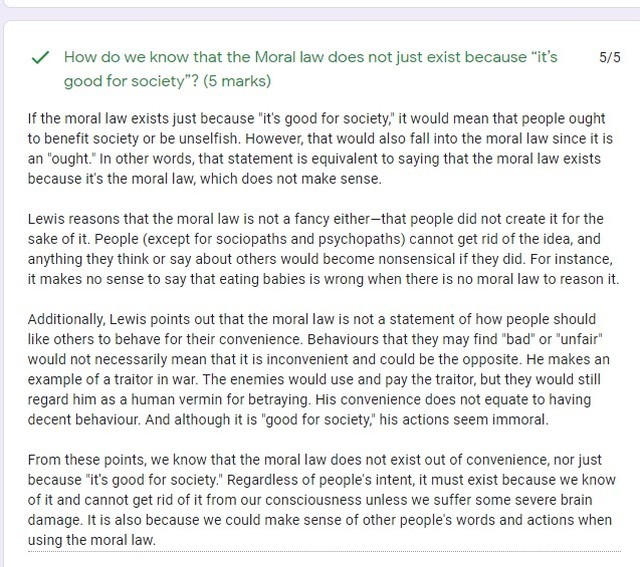 How do we know that the Moral law does not just exist because “it’s 5/5
good for society”? (5 marks)
If the moral law exists just because "it's good for society," it would mean that people ought
to benefit society or be unselfish. However, that would also fall into the moral law since it is
an "ought." In other words, that statement is equivalent to saying that the moral law exists
because it's the moral law, which does not make sense.
Lewis reasons that the moral law is not a fancy either—that people did not create it for the
sake of it. People (except for sociopaths and psychopaths) cannot get rid of the idea, and
anything they think or say about others would become nonsensical if they did. For instance,
it makes no sense to say that eating babies is wrong when there is no moral law to reason it.
Additionally, Lewis points out that the moral law is not a statement of how people should
like others to behave for their convenience. Behaviours that they may find "bad" or "unfair"
would not necessarily mean that it is inconvenient and could be the opposite. He makes an
example of a traitor in war. The enemies would use and pay the traitor, but they would still
regard him as a human vermin for betraying. His convenience does not equate to having
decent behaviour. And although it is "good for society," his actions seem immoral.
From these points, we know that the moral law does not exist out of convenience, nor just
because "it's good for society." Regardless of people's intent, it must exist because we know
of it and cannot get rid of it from our consciousness unless we suffer some severe brain
damage. It is also because we could make sense of other people's words and actions when
using the moral law.